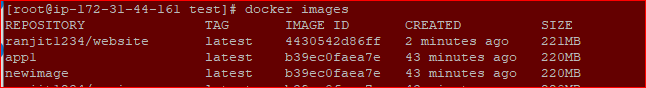 [root@ip-172-31-44-161 test]# docker images
REPOSITORY TAG IMAGE ID CREATED SIZE
ranjit1234/website latest 4430542d86ff 2 minutes ago 221MB
app1 latest b39ec0faea7e 43 minutes ago 220MB
newimage latest b39ec0faea7e 43 minutes ago 220MB